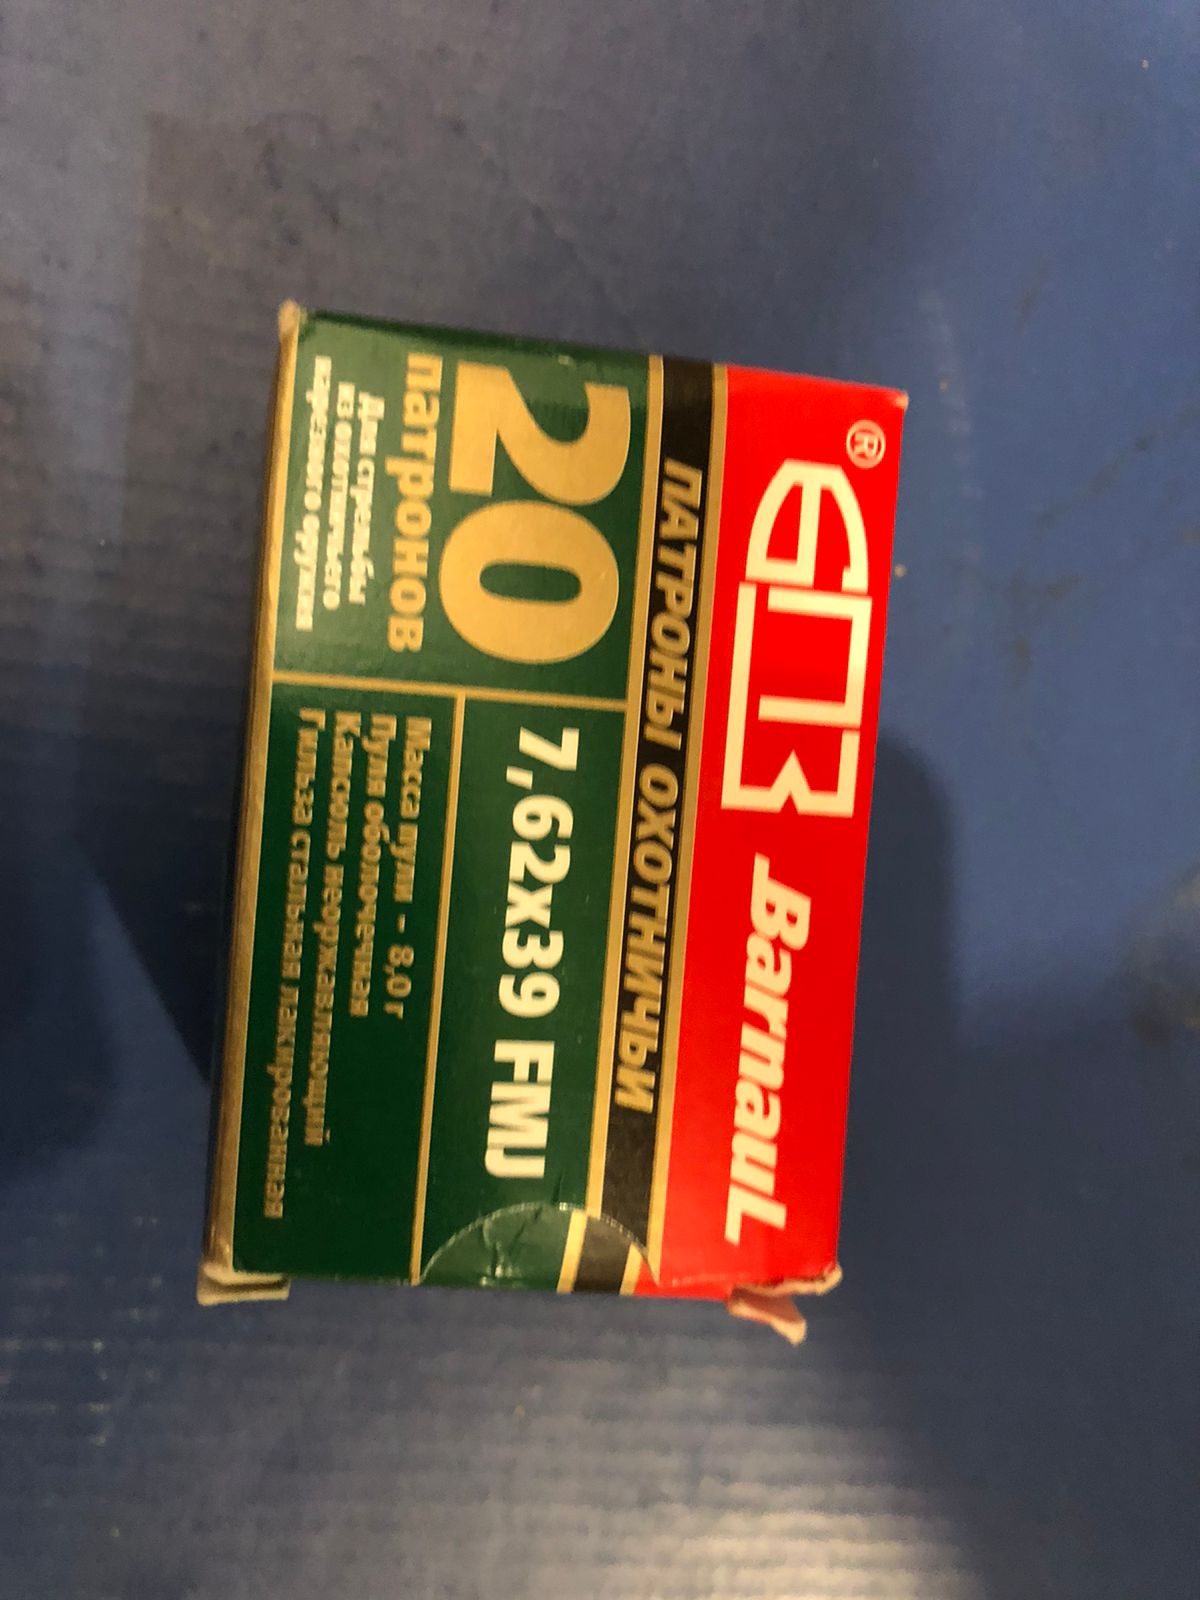 БПЗ®
Barnaul
ПАТРОНЫ ОХОТНИЧЬИ
20
патронов
Для стрельбы
из охотничьего
нарезного оружия
7,62x39 FMJ
Масса пули - 8,0 г
Пуля оболочечная
Капсюль неоржавляющий
Гильза стальная лакированная